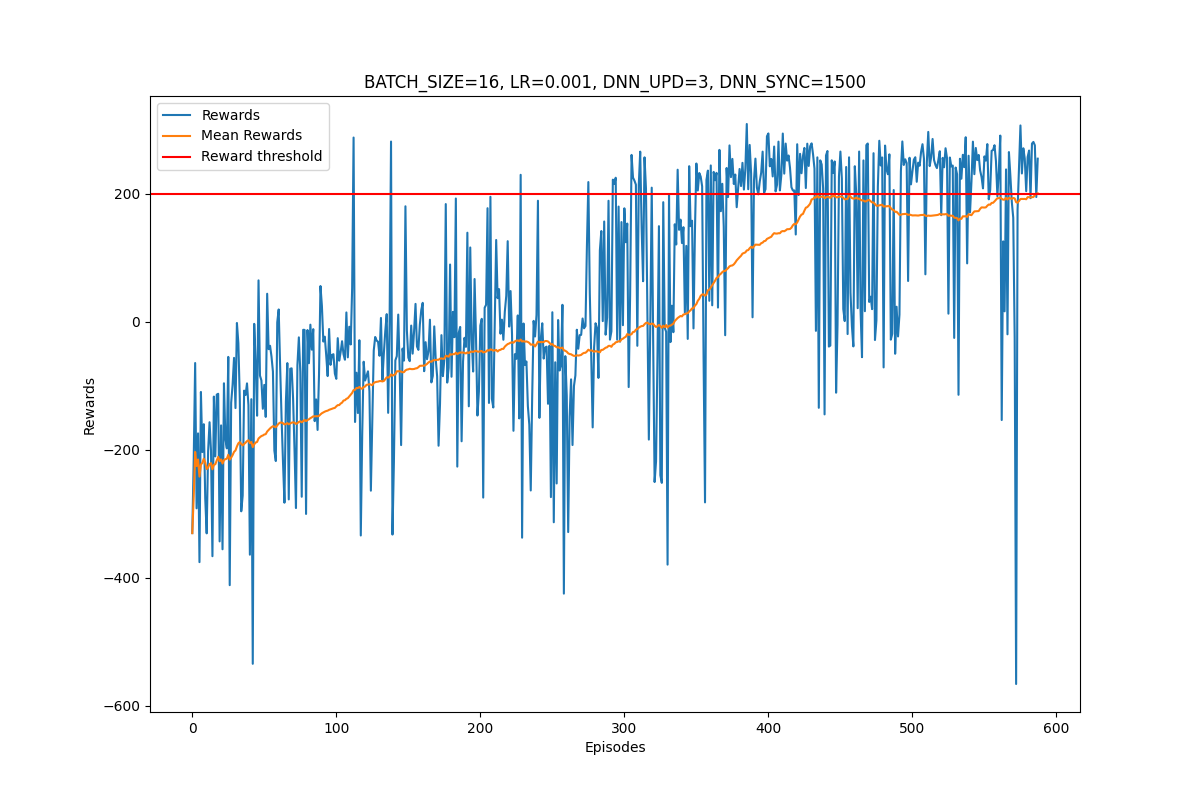 BATCH_SIZE=16, LR=0.001, DNN_UPD=3, DNN_SYNC=1500
Rewards
Mean Rewards
Reward threshold
200
0
−200
−400
−600
Rewards
0
100
200
300
400
500
600
Episodes